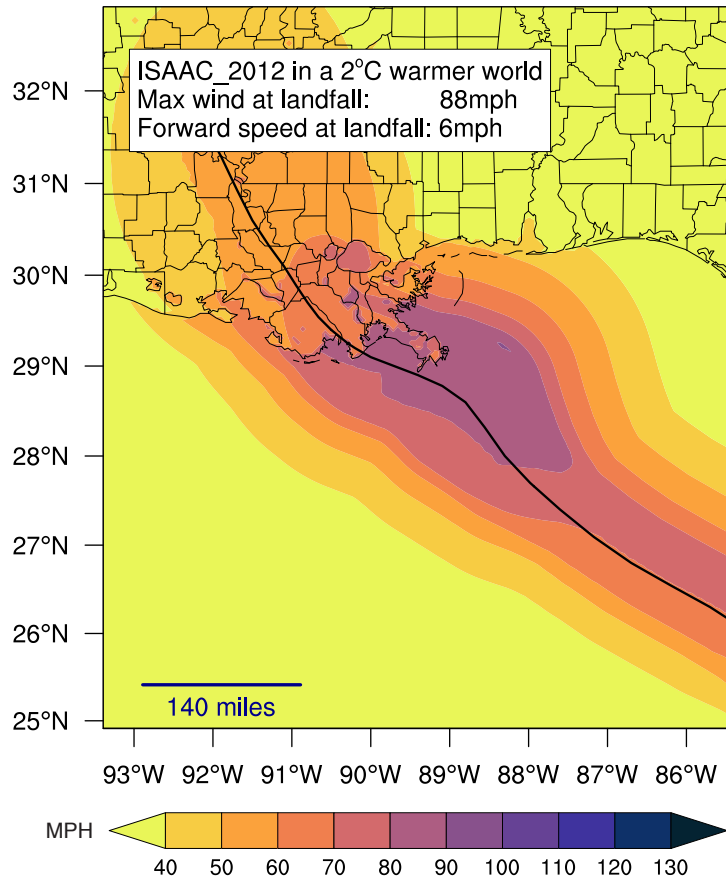 ISAAC_2012 in a 2°C warmer world
Max wind at landfall: 88mph
Forward speed at landfall: 6mph
32°N
31°N
30°N
29°N
28°N
27°N
26°N
25°N
140 miles
93°W 92°W 91°W 90°W 89°W 88°W 87°W 86°W
MPH
40 50 60 70 80 90 100 110 120 130